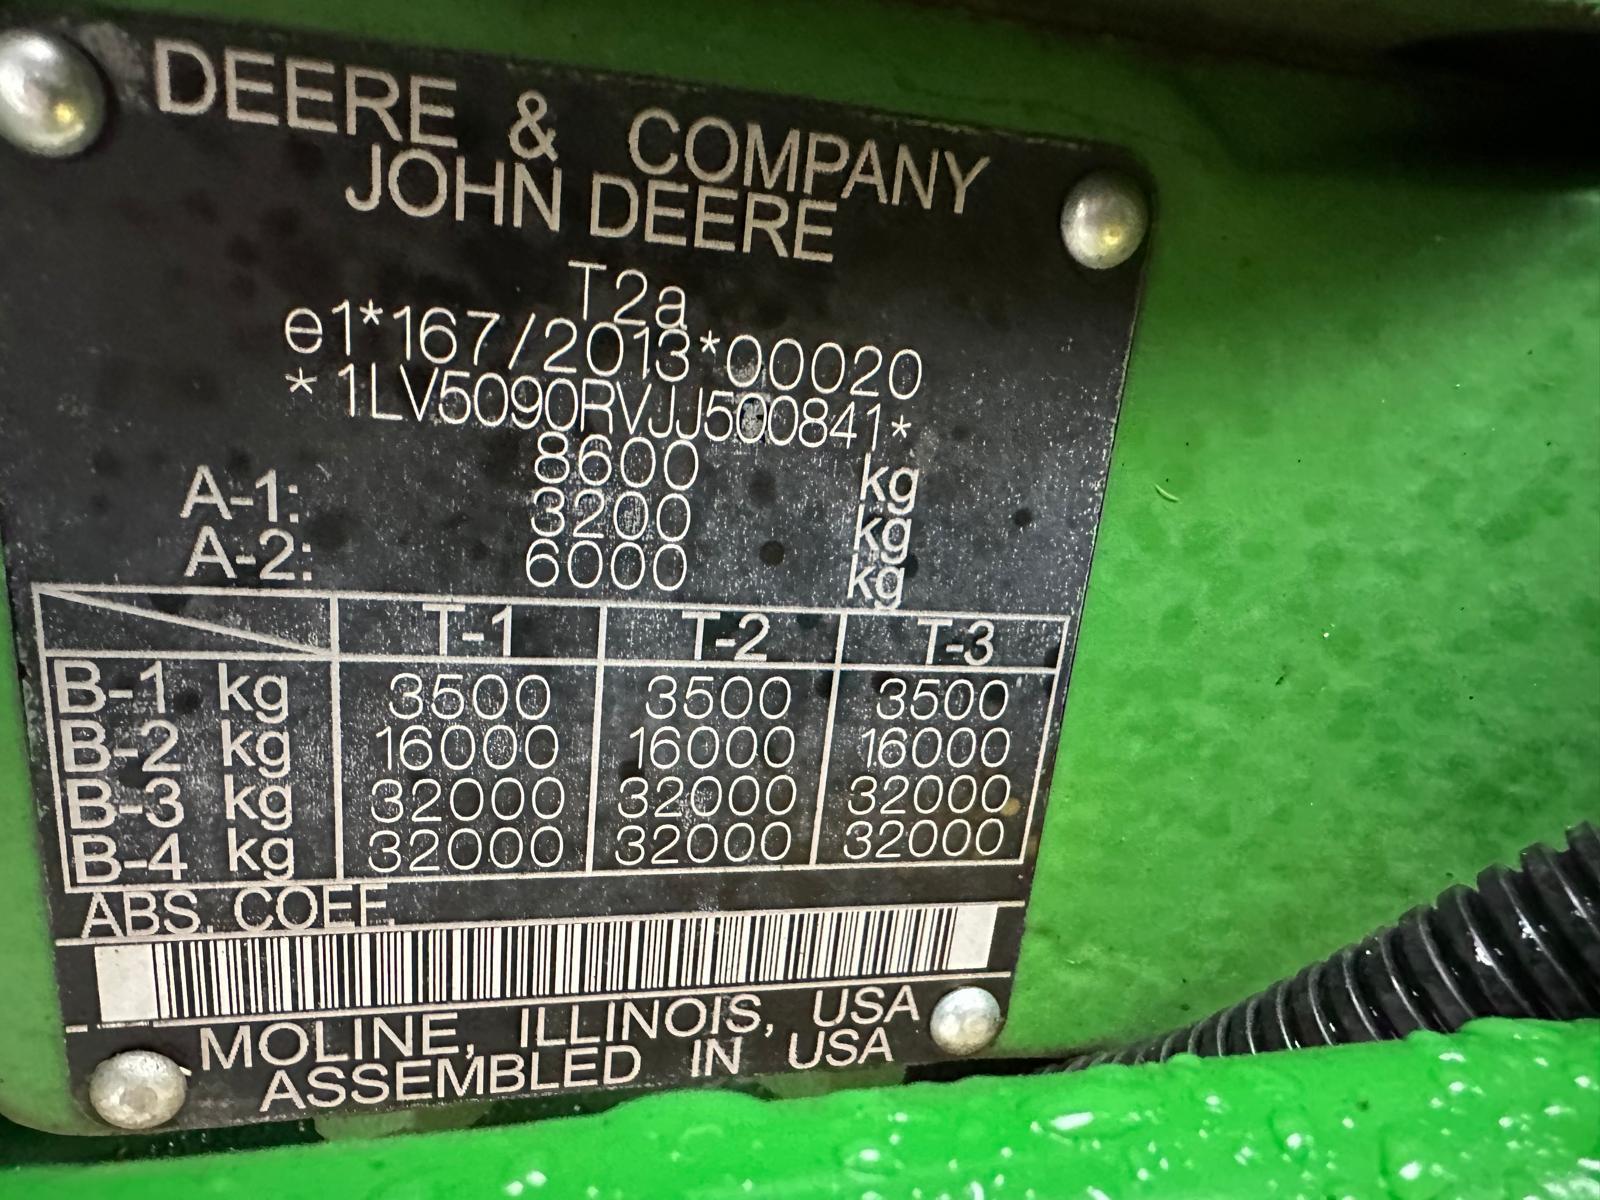 DEERE & COMPANY
JOHN DEERE
T2a
e1*167/2013*00020
*1LV5090RVJJ500841*
8600 kg
A-1: 3200 kg
A-2: 6000 kg
T-1 T-2 T-3
B-1 kg 3500 3500 3500
B-2 kg 16000 16000 16000
B-3 kg 32000 32000 32000
B-4 kg 32000 32000 32000
ABS. COEF.
MOLINE, ILLINOIS, USA
ASSEMBLED IN USA